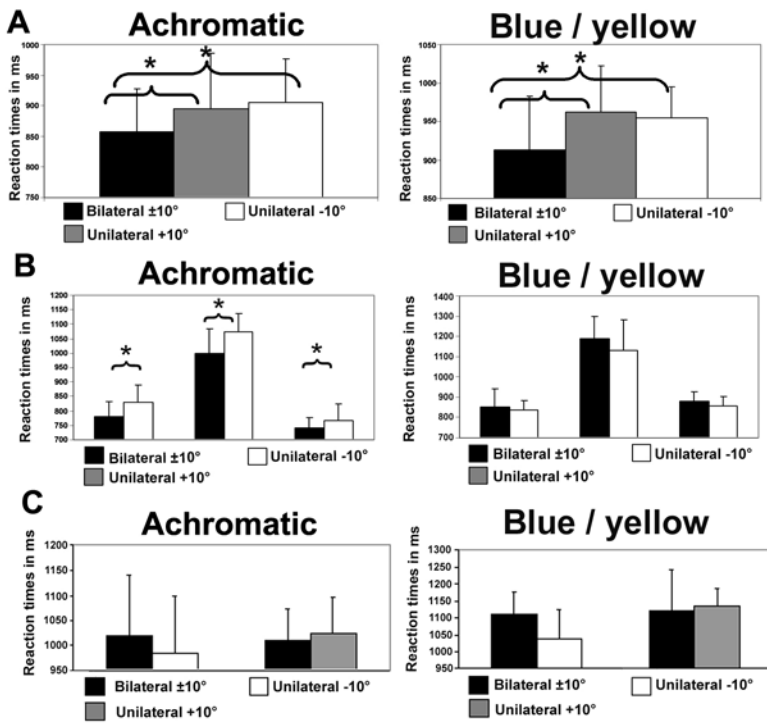 A
Achromatic
Reaction times in ms
1000
950
900
850
800
750
*
*
Bilateral ±10°
Unilateral -10°
Unilateral +10°
Blue / yellow
Reaction times in ms
1050
1000
950
900
850
*
*
Bilateral ±10°
Unilateral -10°
Unilateral +10°
B
Achromatic
Reaction times in ms
1200
1150
1100
1050
1000
950
900
850
800
750
700
*
*
*
Bilateral ±10°
Unilateral -10°
Unilateral +10°
Blue / yellow
Reaction times in ms
1400
1300
1200
1100
1000
900
800
700
Bilateral ±10°
Unilateral -10°
Unilateral +10°
C
Achromatic
Reaction times in ms
1200
1150
1100
1050
1000
950
Bilateral ±10°
Unilateral -10°
Unilateral +10°
Blue / yellow
Reaction times in ms
1300
1250
1200
1150
1100
1050
1000
950
Bilateral ±10°
Unilateral -10°
Unilateral +10°